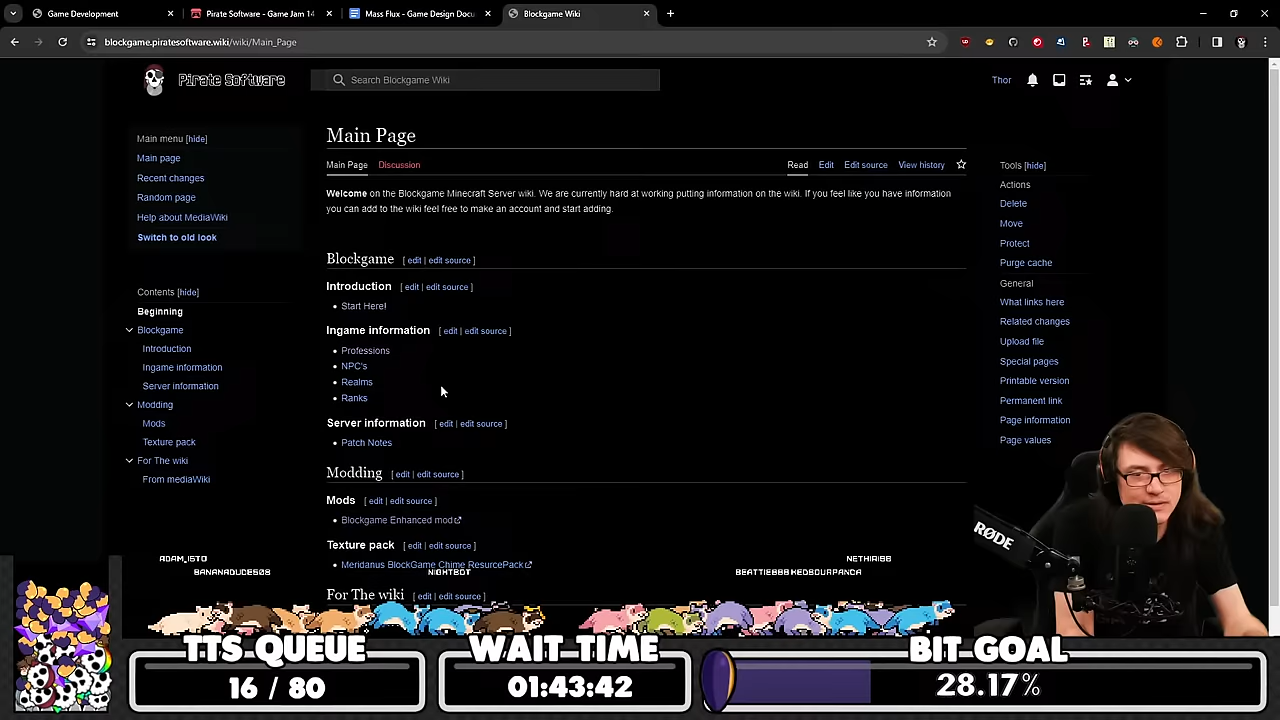 Game Development
Pirate Software - Game Jam 14
Mass Flux - Game Design Docu
Blockgame Wiki
blockgame.piratesoftware.wiki/wiki/Main_Page
Pirate Software
Search Blockgame Wiki
Thor
Main menu [hide]
Main page
Recent changes
Random page
Help about MediaWiki
Switch to old look
Contents [hide]
Beginning
Blockgame
Introduction
Ingame information
Server information
Modding
Mods
Texture pack
For The wiki
From mediaWiki
Main Page
Main Page Discussion
Read Edit Edit source View history
Welcome on the Blockgame Minecraft Server wiki. We are currently hard at working putting information on the wiki. If you feel like you have information
you can add to the wiki feel free to make an account and start adding.
Blockgame [ edit | edit source ]
Introduction [ edit | edit source ]
• Start Here!
Ingame information [ edit | edit source ]
• Professions
• NPC's
• Realms
• Ranks
Server information [ edit | edit source ]
• Patch Notes
Modding [ edit | edit source ]
Mods [ edit | edit source ]
• Blockgame Enhanced mod
Texture pack [ edit | edit source ]
• Meridanus BlockGame Chime ResurcePack
For The wiki [ edit | edit source ]
Tools [hide]
Actions
Delete
Move
Protect
Purge cache
General
What links here
Related changes
Upload file
Special pages
Printable version
Permanent link
Page information
Page values
RØDE
ADAM_1STO
BANANADUCE508
NIGHTBOT
NETHIRI98
TTS QUEUE
16 / 80
WAIT TIME
01:43:42
BIT GOAL
28.17%